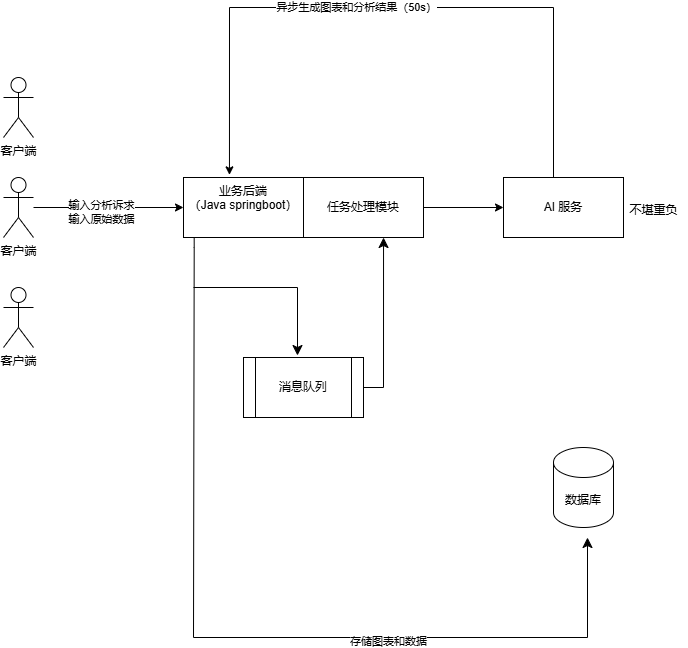 异步生成图表和分析结果（50s）
客户端
客户端
客户端
输入分析诉求
输入原始数据
业务后端
（Java springboot）
任务处理模块
AI 服务
不堪重负
消息队列
数据库
存储图表和数据